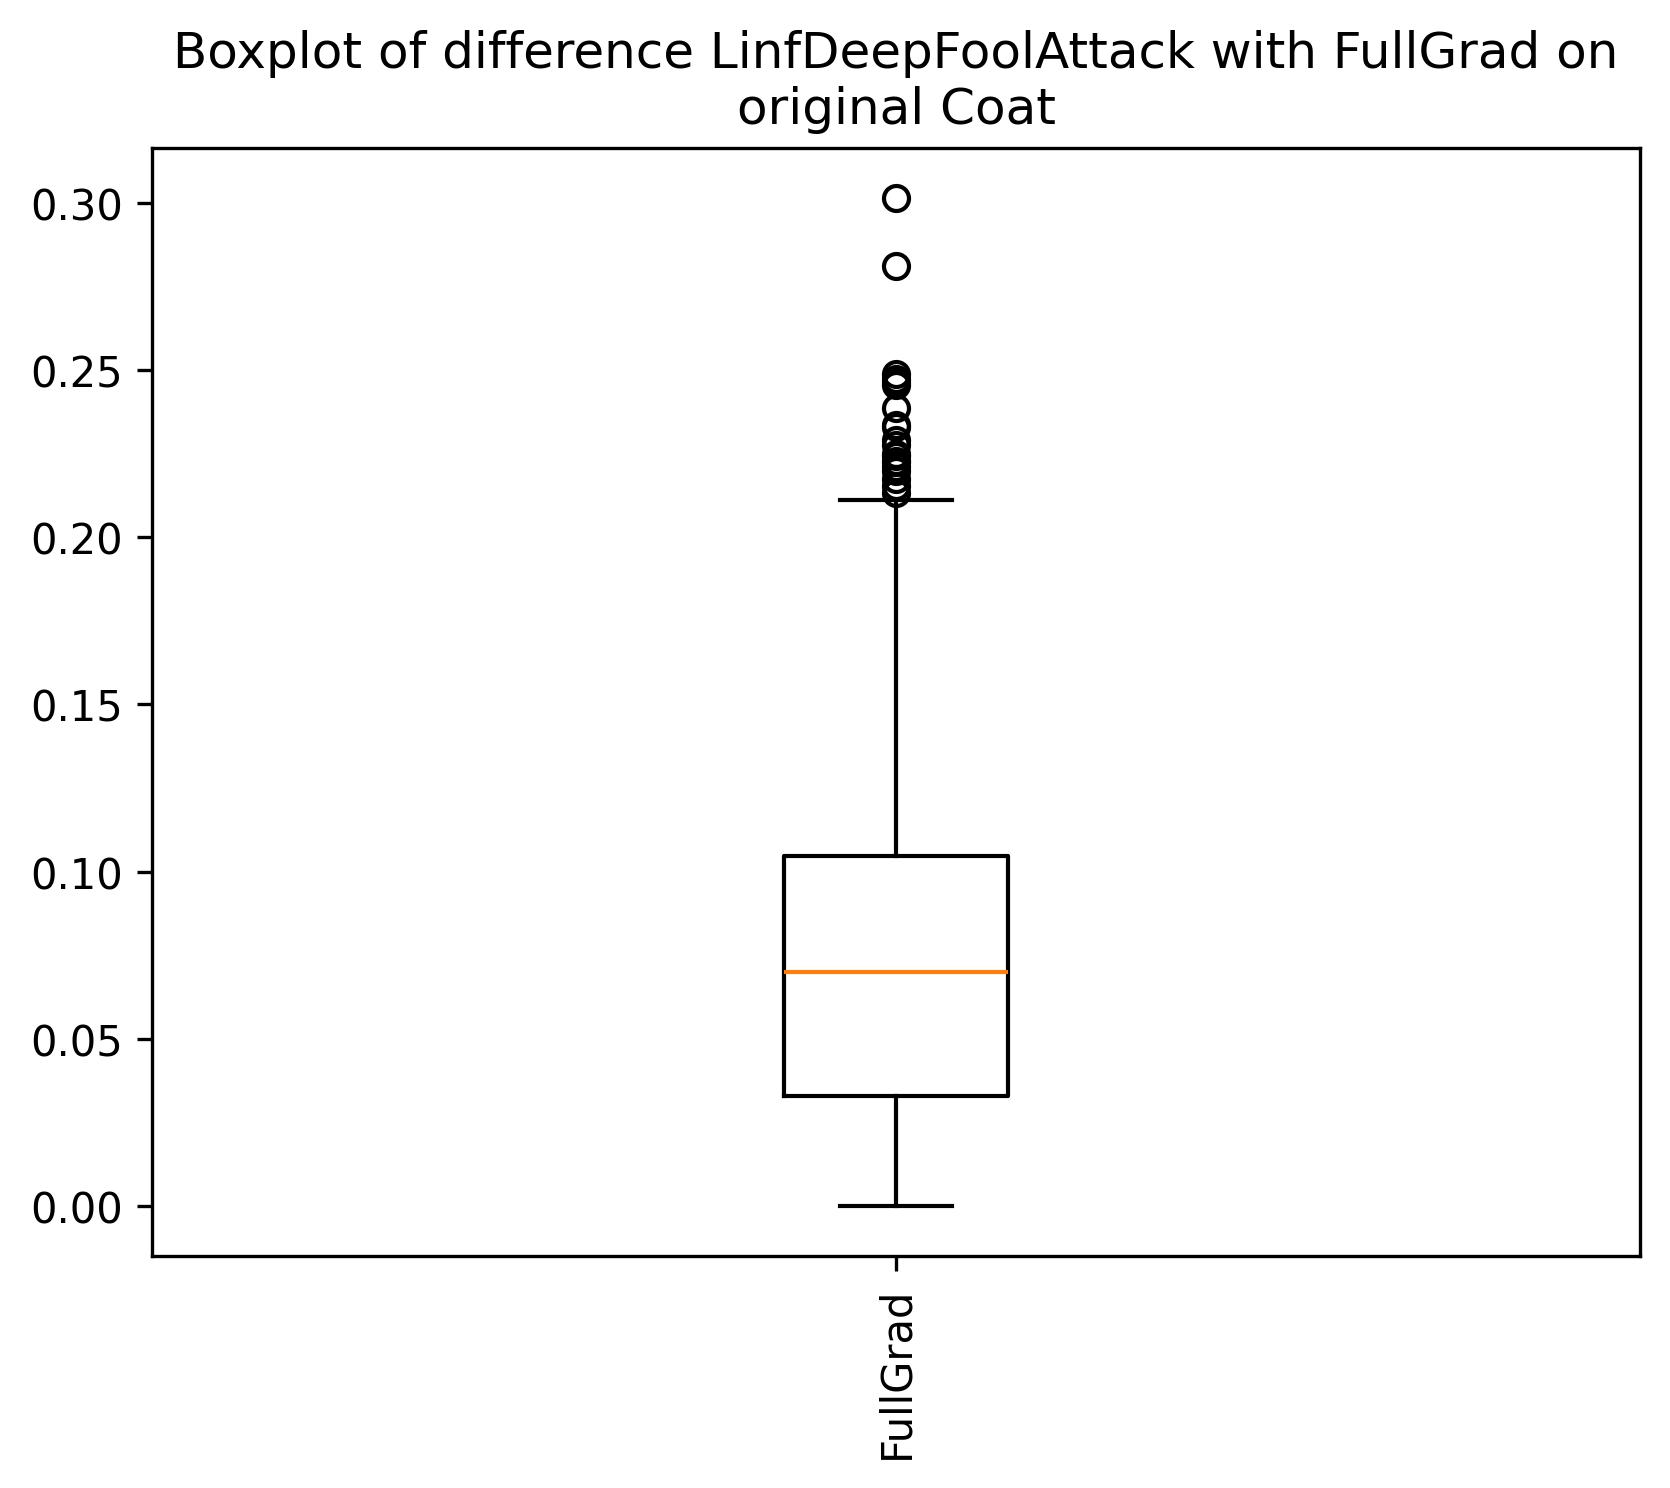 Boxplot of difference LinfDeepFoolAttack with FullGrad on
original Coat
0.30
0.25
0.20
0.15
0.10
0.05
0.00
FullGrad